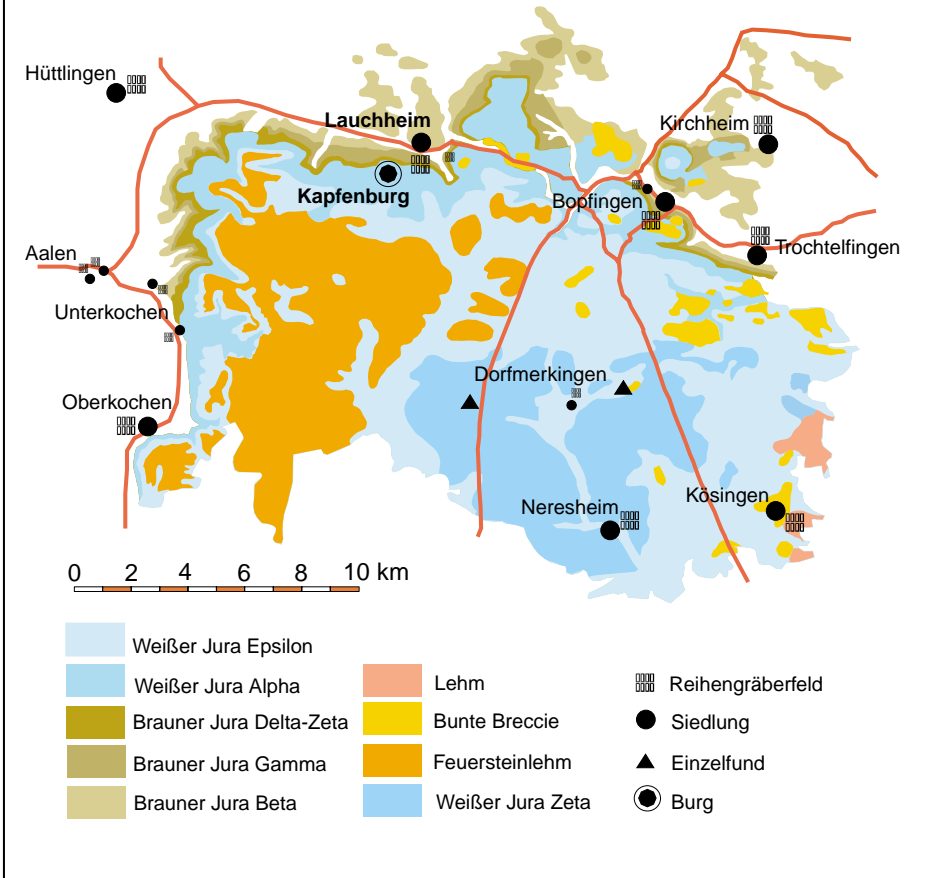 Hüttlingen
Lauchheim
Kirchheim
Kapfenburg
Bopfingen
Aalen
Trochtelfingen
Unterkochen
Dorfmerkingen
Oberkochen
Neresheim
Kösingen
0 2 4 6 8 10 km
Weißer Jura Epsilon
Weißer Jura Alpha
Brauner Jura Delta-Zeta
Brauner Jura Gamma
Brauner Jura Beta
Lehm
Bunte Breccie
Feuersteinlehm
Weißer Jura Zeta
Reihengräberfeld
Siedlung
Einzelfund
Burg